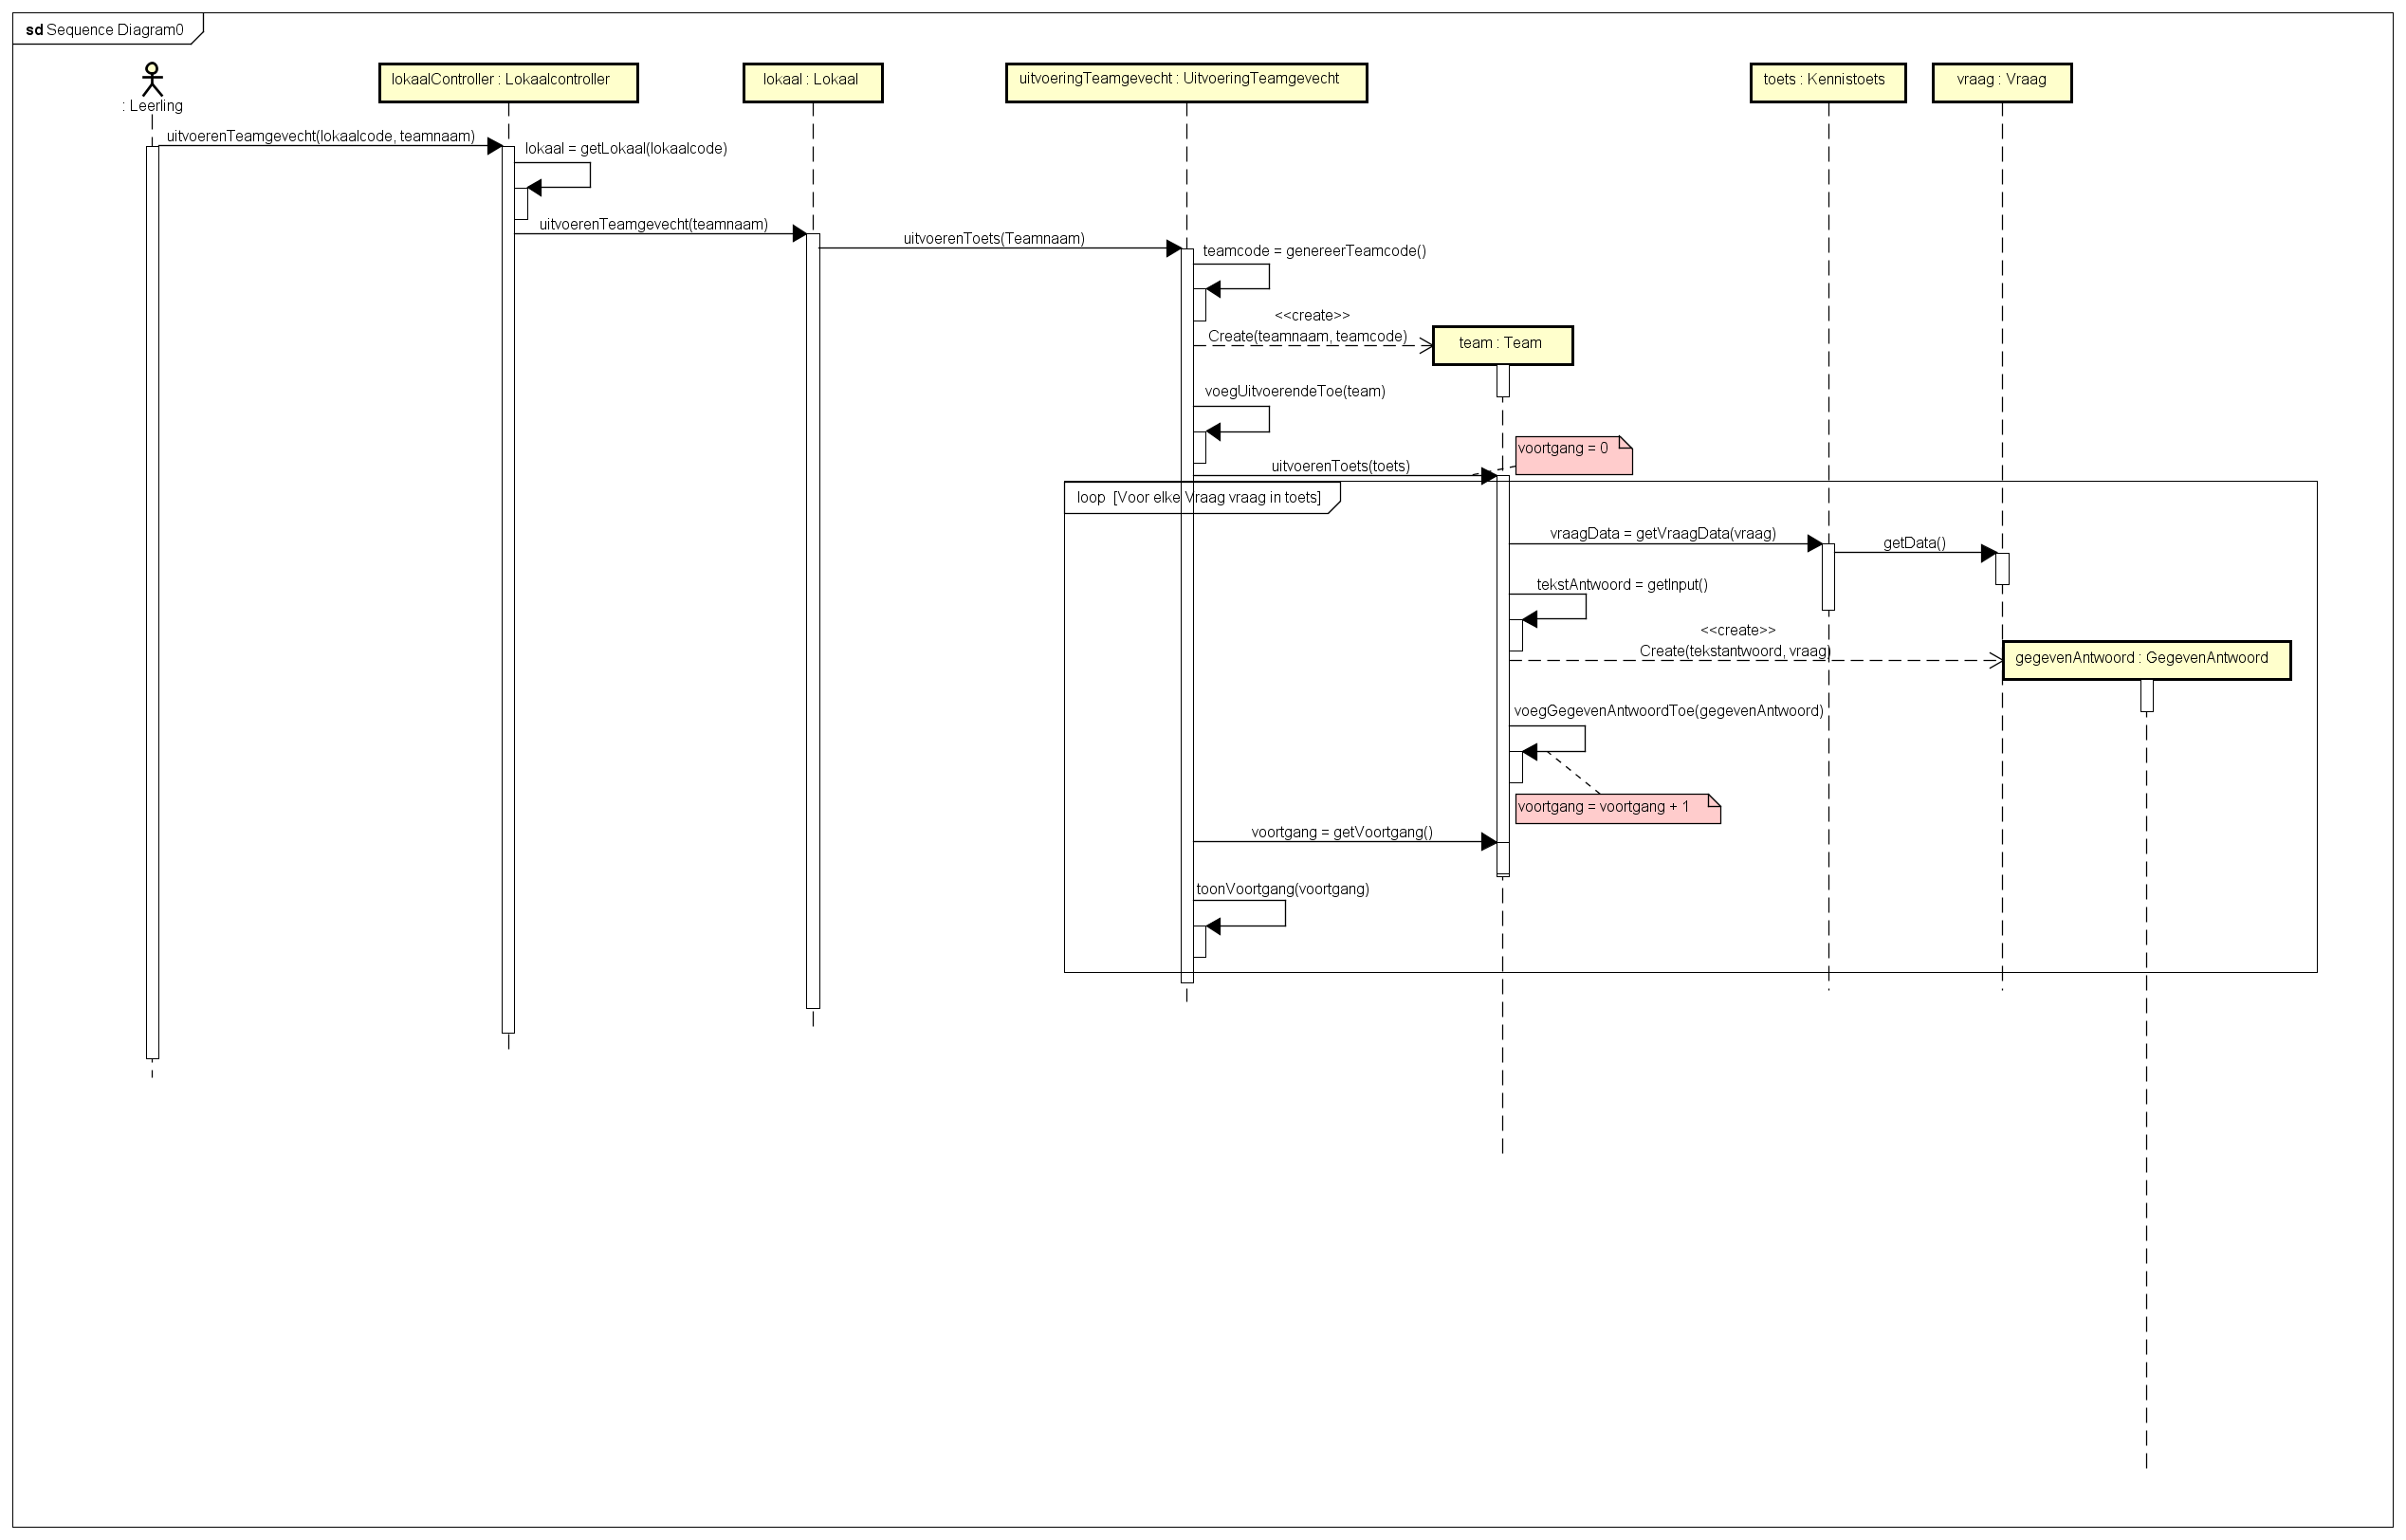 sd Sequence Diagram0
: Leerling
lokaalController : Lokaalcontroller
lokaal : Lokaal
uitvoeringTeamgevecht : UitvoeringTeamgevecht
toets : Kennistoets
vraag : Vraag
uitvoerenTeamgevecht(lokaalcode, teamnaam)
lokaal = getLokaal(lokaalcode)
uitvoerenTeamgevecht(teamnaam)
uitvoerenToets(Teamnaam)
teamcode = genereerTeamcode()
<<create>>
Create(teamnaam, teamcode)
team : Team
voegUitvoerendeToe(team)
voortgang = 0
uitvoerenToets(toets)
loop [Voor elke Vraag vraag in toets]
vraagData = getVraagData(vraag)
getData()
tekstAntwoord = getInput()
<<create>>
Create(tekstantwoord, vraag)
gegevenAntwoord : GegevenAntwoord
voegGegevenAntwoordToe(gegevenAntwoord)
voortgang = voortgang + 1
voortgang = getVoortgang()
toonVoortgang(voortgang)